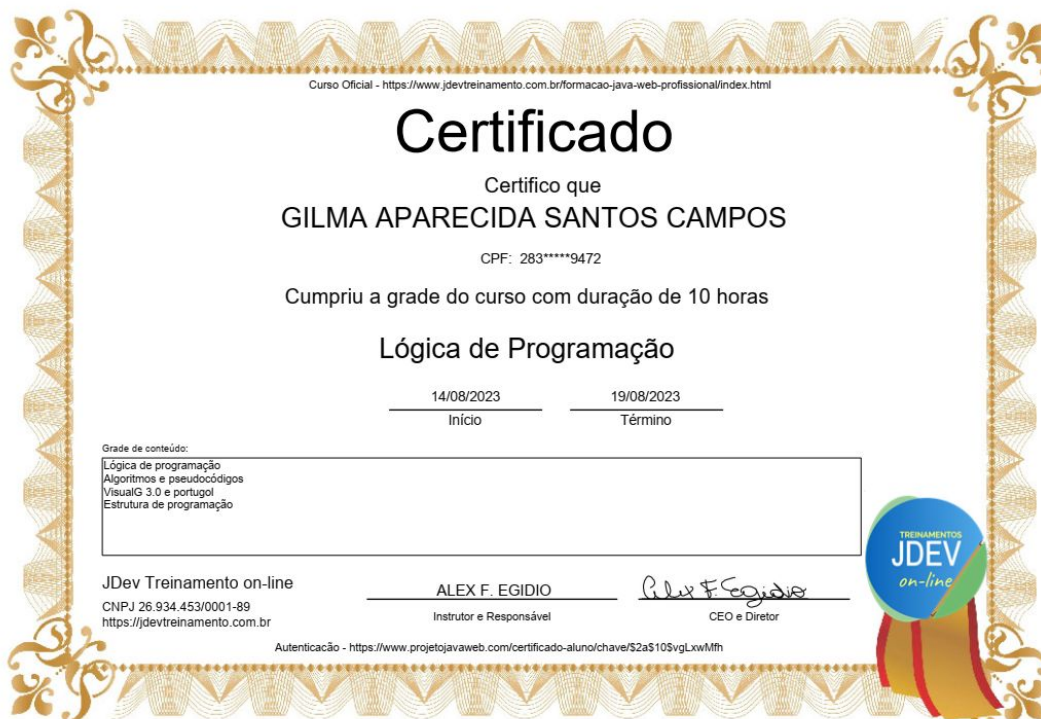 Curso Oficial - https://www.jdevtreinamento.com.br/formacao-java-web-profissional/index.html
Certificado
Certifico que
GILMA APARECIDA SANTOS CAMPOS
CPF: 283*****9472
Cumpriu a grade do curso com duração de 10 horas
Lógica de Programação
14/08/2023 19/08/2023
Início Término
Grade de conteúdo:
Lógica de programação
Algoritmos e pseudocódigos
VisualG 3.0 e portugol
Estrutura de programação
TREINAMENTOS
JDEV
on-line
JDev Treinamento on-line
CNPJ 26.934.453/0001-89
https://jdevtreinamento.com.br
ALEX F. EGIDIO
Instrutor e Responsável
Alex F. Egidio
CEO e Diretor
Autenticacão - https://www.projetojavaweb.com/certificado-aluno/chave/$2a$10$vgLxwMfh